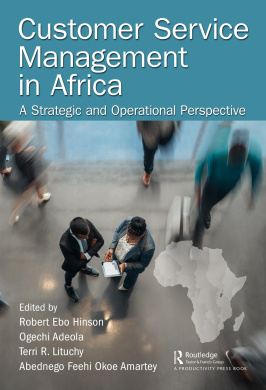 Customer Service
Management
in Africa
A Strategic and Operational Perspective
Edited by
Robert Ebo Hinson
Ogechi Adeola
Terri R. Lituchy
Abednego Feehi Okoe Amartey
Routledge
Taylor & Francis Group
A PRODUCTIVITY PRESS BOOK